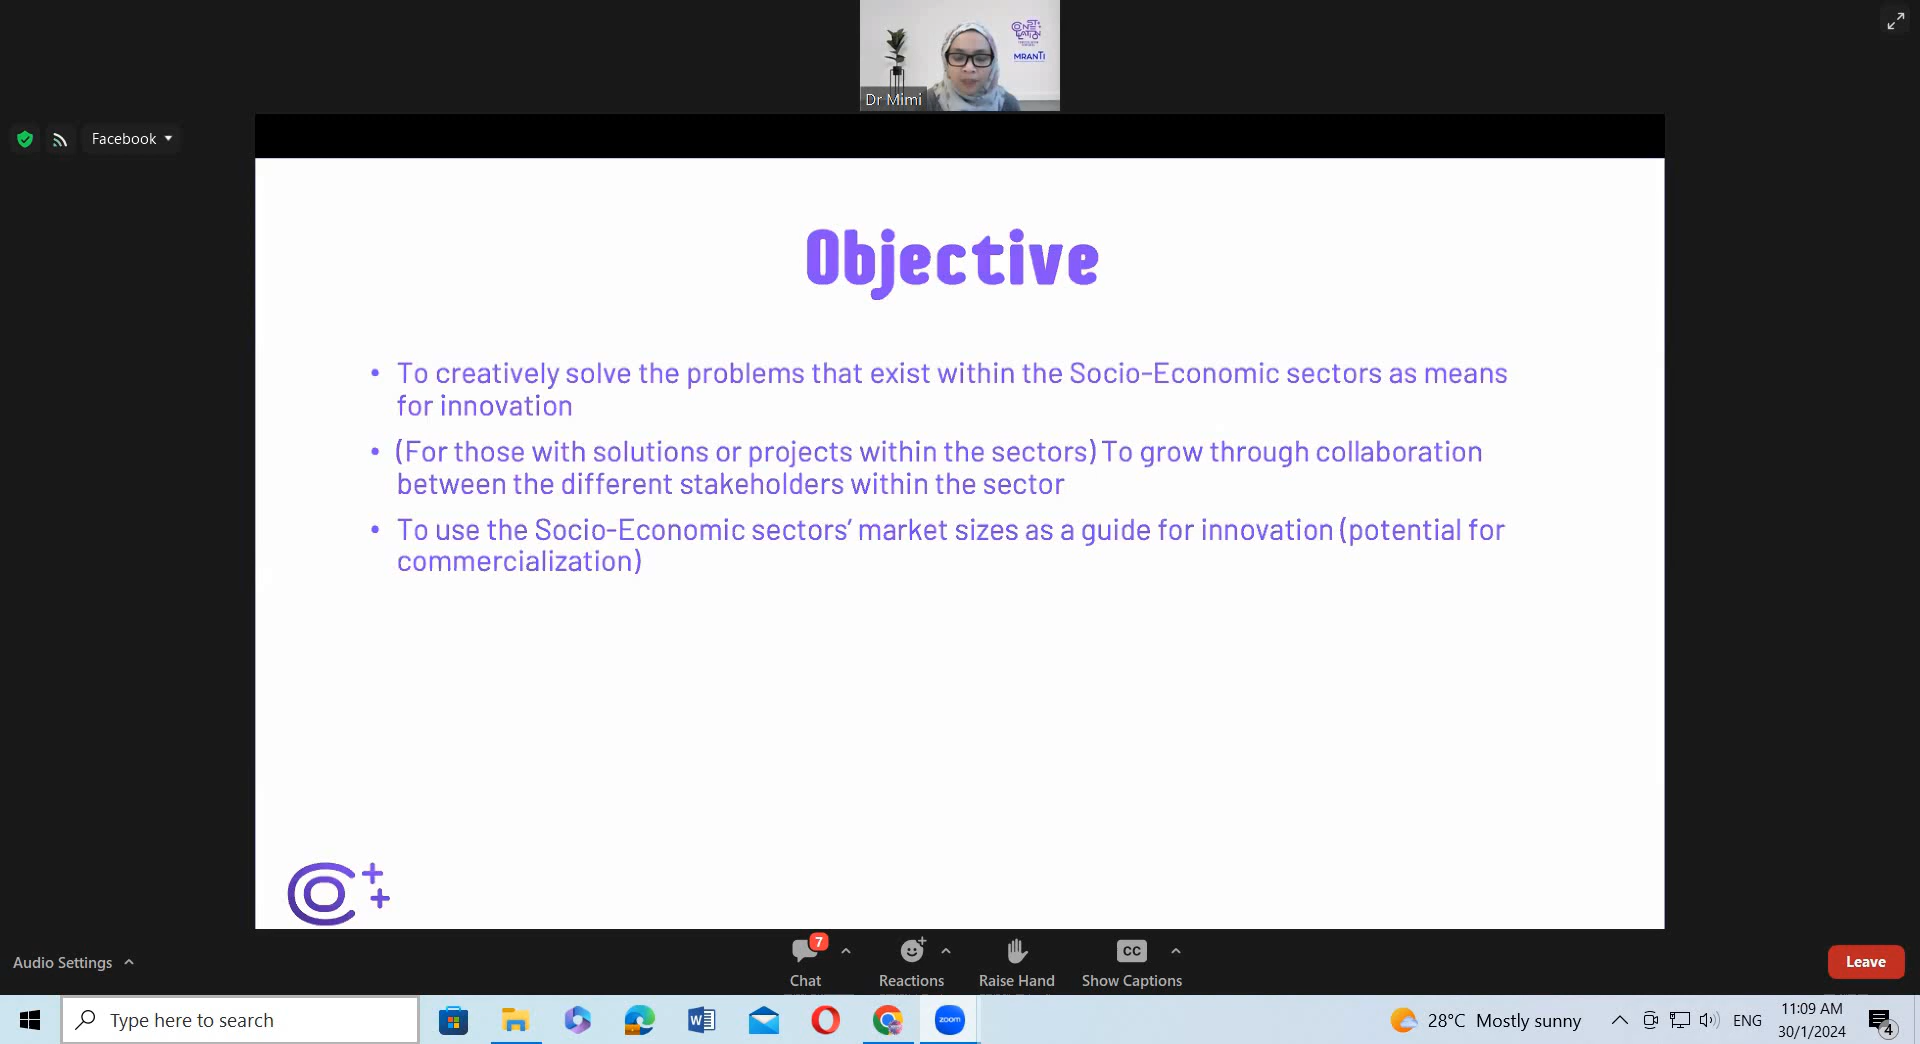 MRANTI
Dr Mimi
Facebook
Objective
• To creatively solve the problems that exist within the Socio-Economic sectors as means
for innovation
• (For those with solutions or projects within the sectors) To grow through collaboration
between the different stakeholders within the sector
• To use the Socio-Economic sectors’ market sizes as a guide for innovation (potential for
commercialization)
Audio Settings
7
Chat
Reactions
Raise Hand
CC
Show Captions
Leave
Type here to search
zoom
28°C Mostly sunny
ENG
11:09 AM
30/1/2024
4